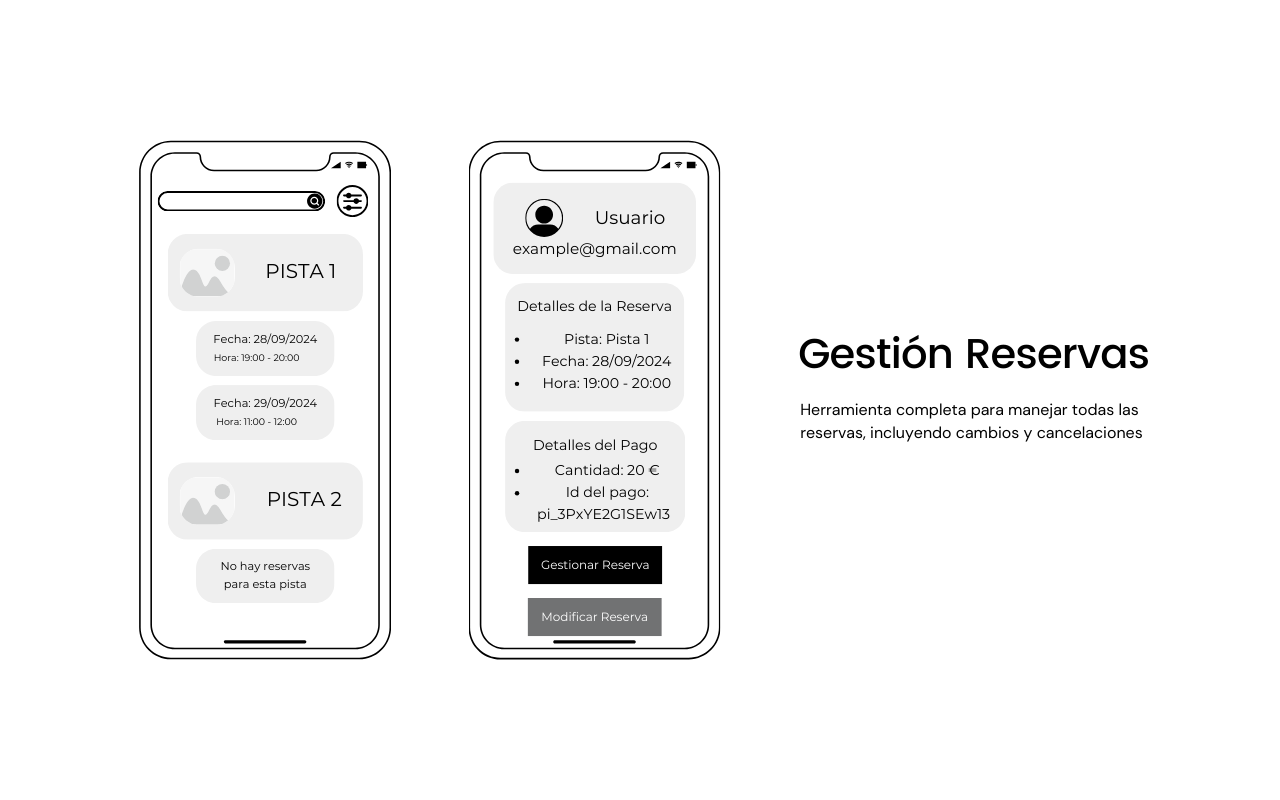 PISTA 1
Fecha: 28/09/2024
Hora: 19:00 - 20:00
Fecha: 29/09/2024
Hora: 11:00 - 12:00
PISTA 2
No hay reservas
para esta pista
Usuario
example@gmail.com
Detalles de la Reserva
• Pista: Pista 1
• Fecha: 28/09/2024
• Hora: 19:00 - 20:00
Detalles del Pago
• Cantidad: 20 €
• Id del pago:
pi_3PxYE2G1SEw13
Gestionar Reserva
Modificar Reserva
Gestión Reservas
Herramienta completa para manejar todas las
reservas, incluyendo cambios y cancelaciones